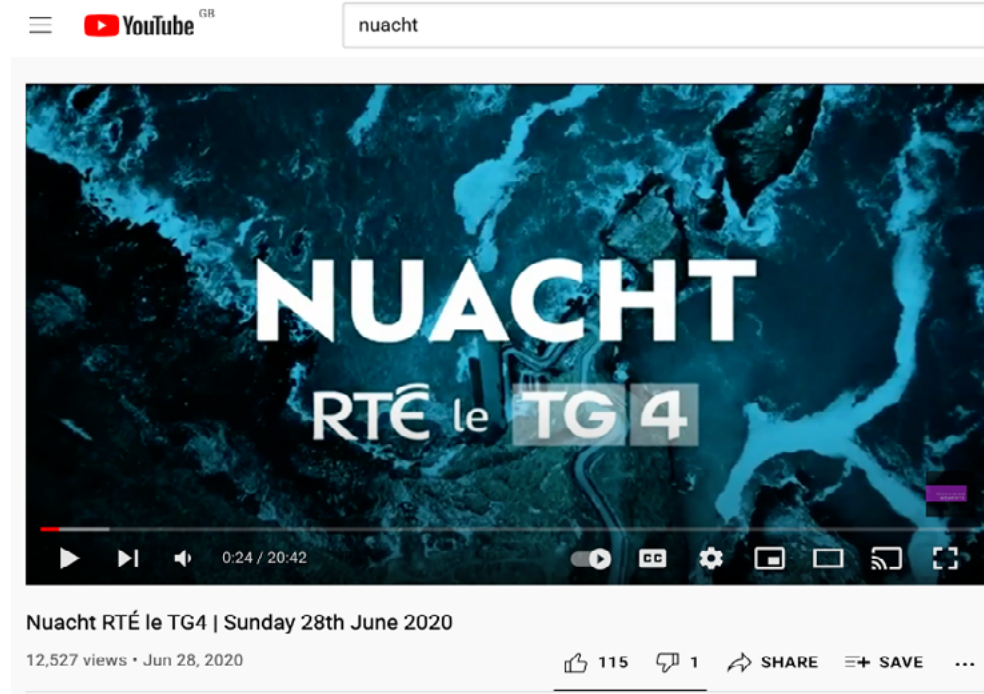 YouTube GB
nuacht
NUACHT
RTÉ le TG4
0:24 / 20:42
CC
Nuacht RTÉ le TG4 | Sunday 28th June 2020
12,527 views • Jun 28, 2020
115 1 SHARE SAVE ...